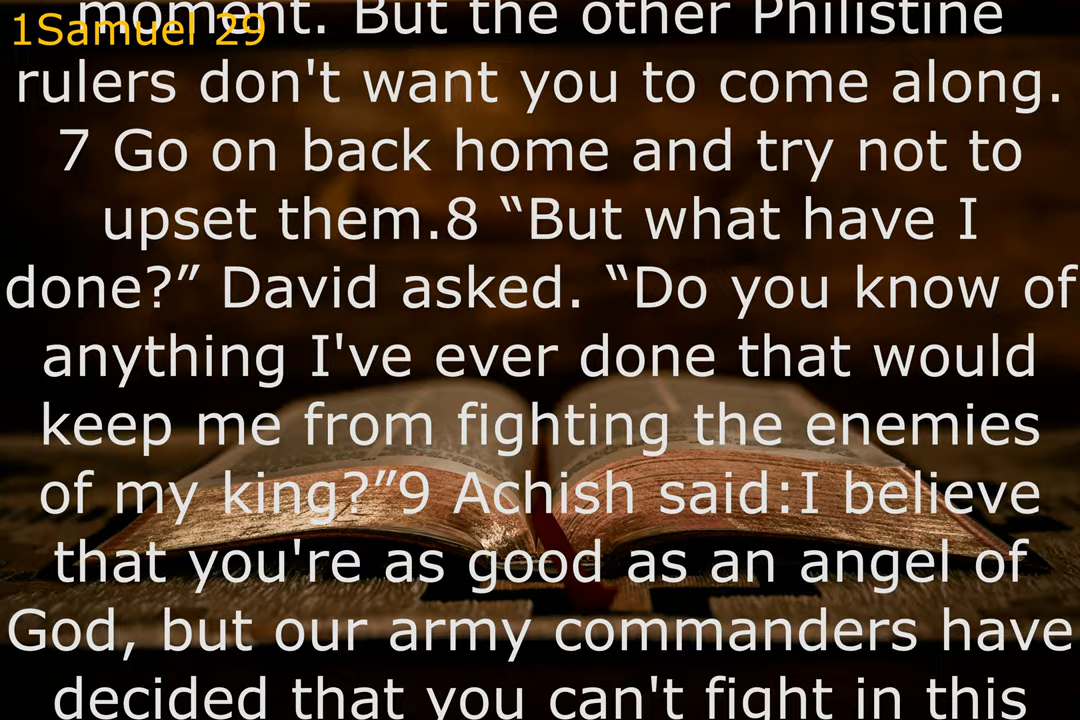 1Samuel 29
moment. But the other Philistine
rulers don't want you to come along.
7 Go on back home and try not to
upset them.8 “But what have I
done?” David asked. “Do you know of
anything I've ever done that would
keep me from fighting the enemies
of my king?”9 Achish said:I believe
that you're as good as an angel of
God, but our army commanders have
decided that you can't fight in this